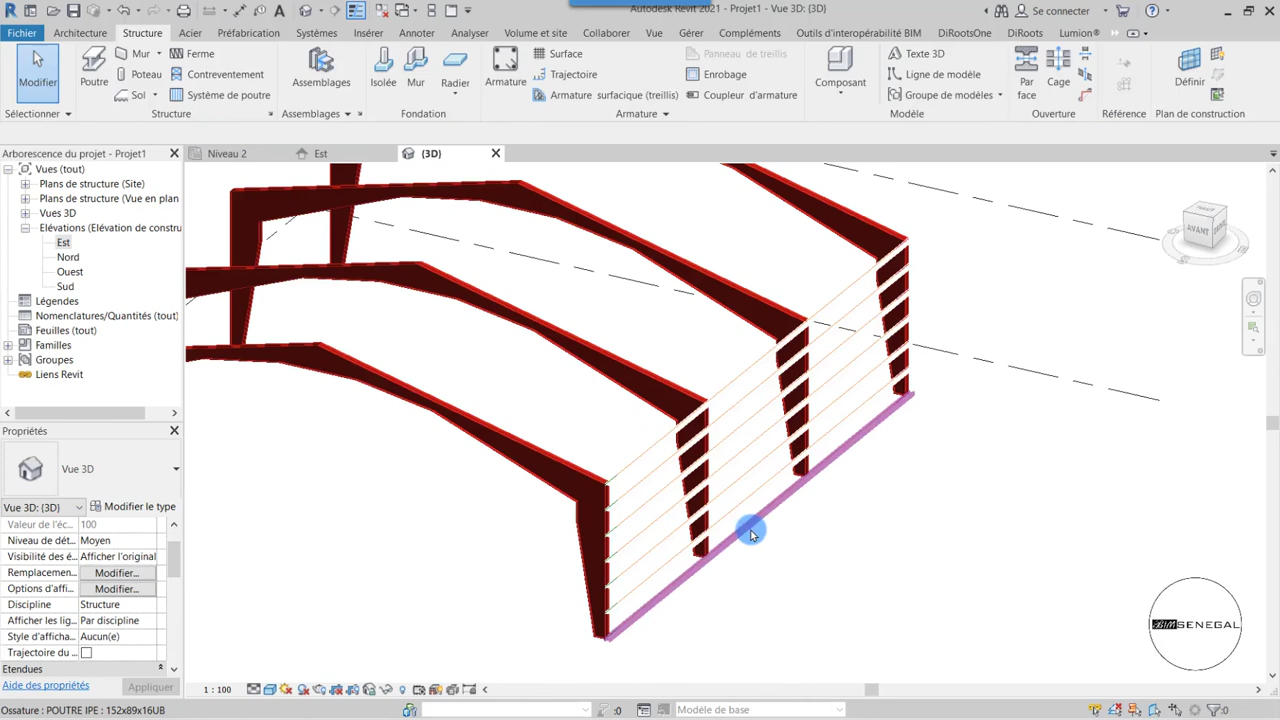 Autodesk Revit 2021 - Projet1 - Vue 3D: {3D}
Se connecter
Fichier Architecture Structure Acier Préfabrication Systèmes Insérer Annoter Analyser Volume et site Collaborer Vue Gérer Compléments Outils d'interopérabilité BIM DiRootsOne DiRoots Lumion®
Modifier
Poutre
Mur
Poteau
Sol
Ferme
Contreventement
Système de poutre
Assemblages
Isolée
Mur
Radier
Armature
Surface
Trajectoire
Armature surfacique (treillis)
Panneau de treillis
Enrobage
Coupleur d'armature
Composant
Texte 3D
Ligne de modèle
Groupe de modèles
Par face
Cage
Définir
Sélectionner Structure Assemblages Fondation Armature Modèle Ouverture Référence Plan de construction
Arborescence du projet - Projet1
Niveau 2 Est {3D}
Vues (tout)
Plans de structure (Site)
Plans de structure (Vue en plan
Vues 3D
Elévations (Elévation de constru
Est
Nord
Ouest
Sud
Légendes
Nomenclatures/Quantités (tout)
Feuilles (tout)
Familles
Groupes
Liens Revit
Propriétés
Vue 3D
Vue 3D: {3D} Modifier le type
Valeur de l'éc... 100
Niveau de dét... Moyen
Visibilité des é... Afficher l'original
Remplacemen... Modifier...
Options d'affi... Modifier...
Discipline Structure
Afficher les lig... Par discipline
Style d'afficha... Aucun(e)
Trajectoire du
Etendues
Aide des propriétés Appliquer
AVANT
BIM SENEGAL
1 : 100
Ossature : POUTRE IPE : 152x89x16UB
:0
Modèle de base
:0